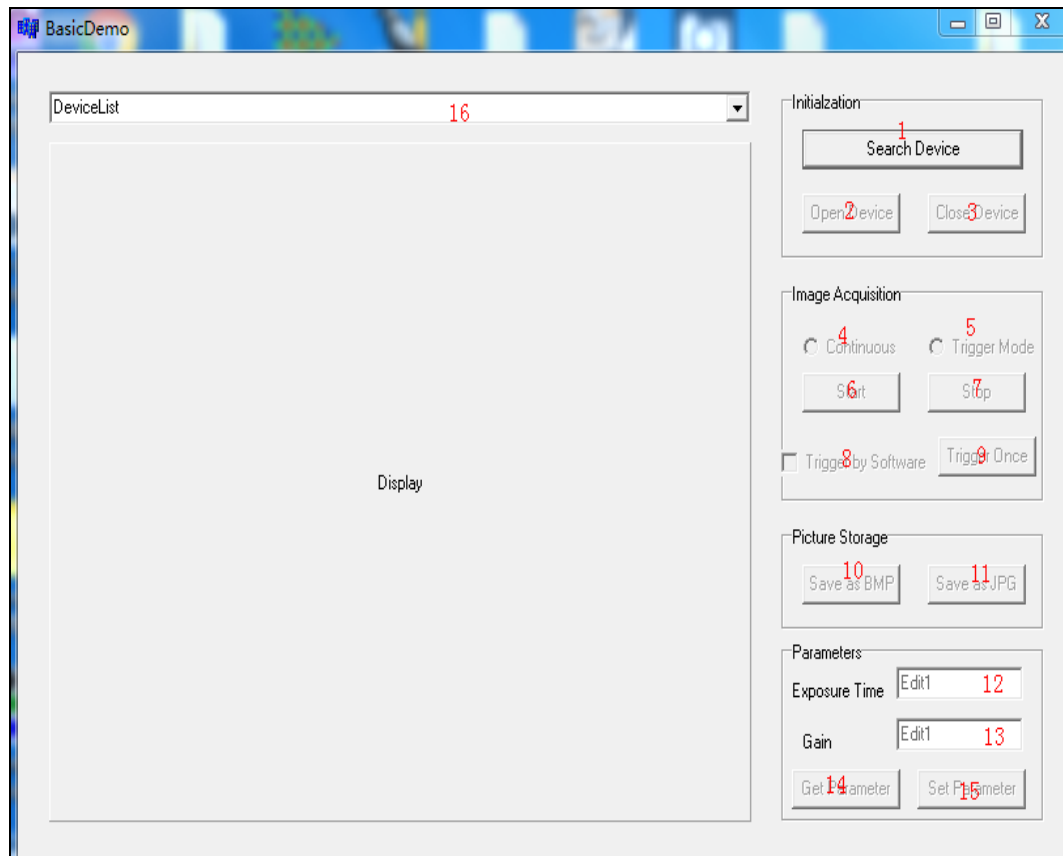 BasicDemo
DeviceList 16
Initialzation
1
Search Device
Open Device 2 Close Device 3
Image Acquisition
4 5
Continuous Trigger Mode
Start 6 Stop 7
Trigger by Software 8 Trigger Once 9
Display
Picture Storage
10 11
Save as BMP Save as JPG
Parameters
Exposure Time Edit1 12
Gain Edit1 13
Get Parameter 14 Set Parameter 15